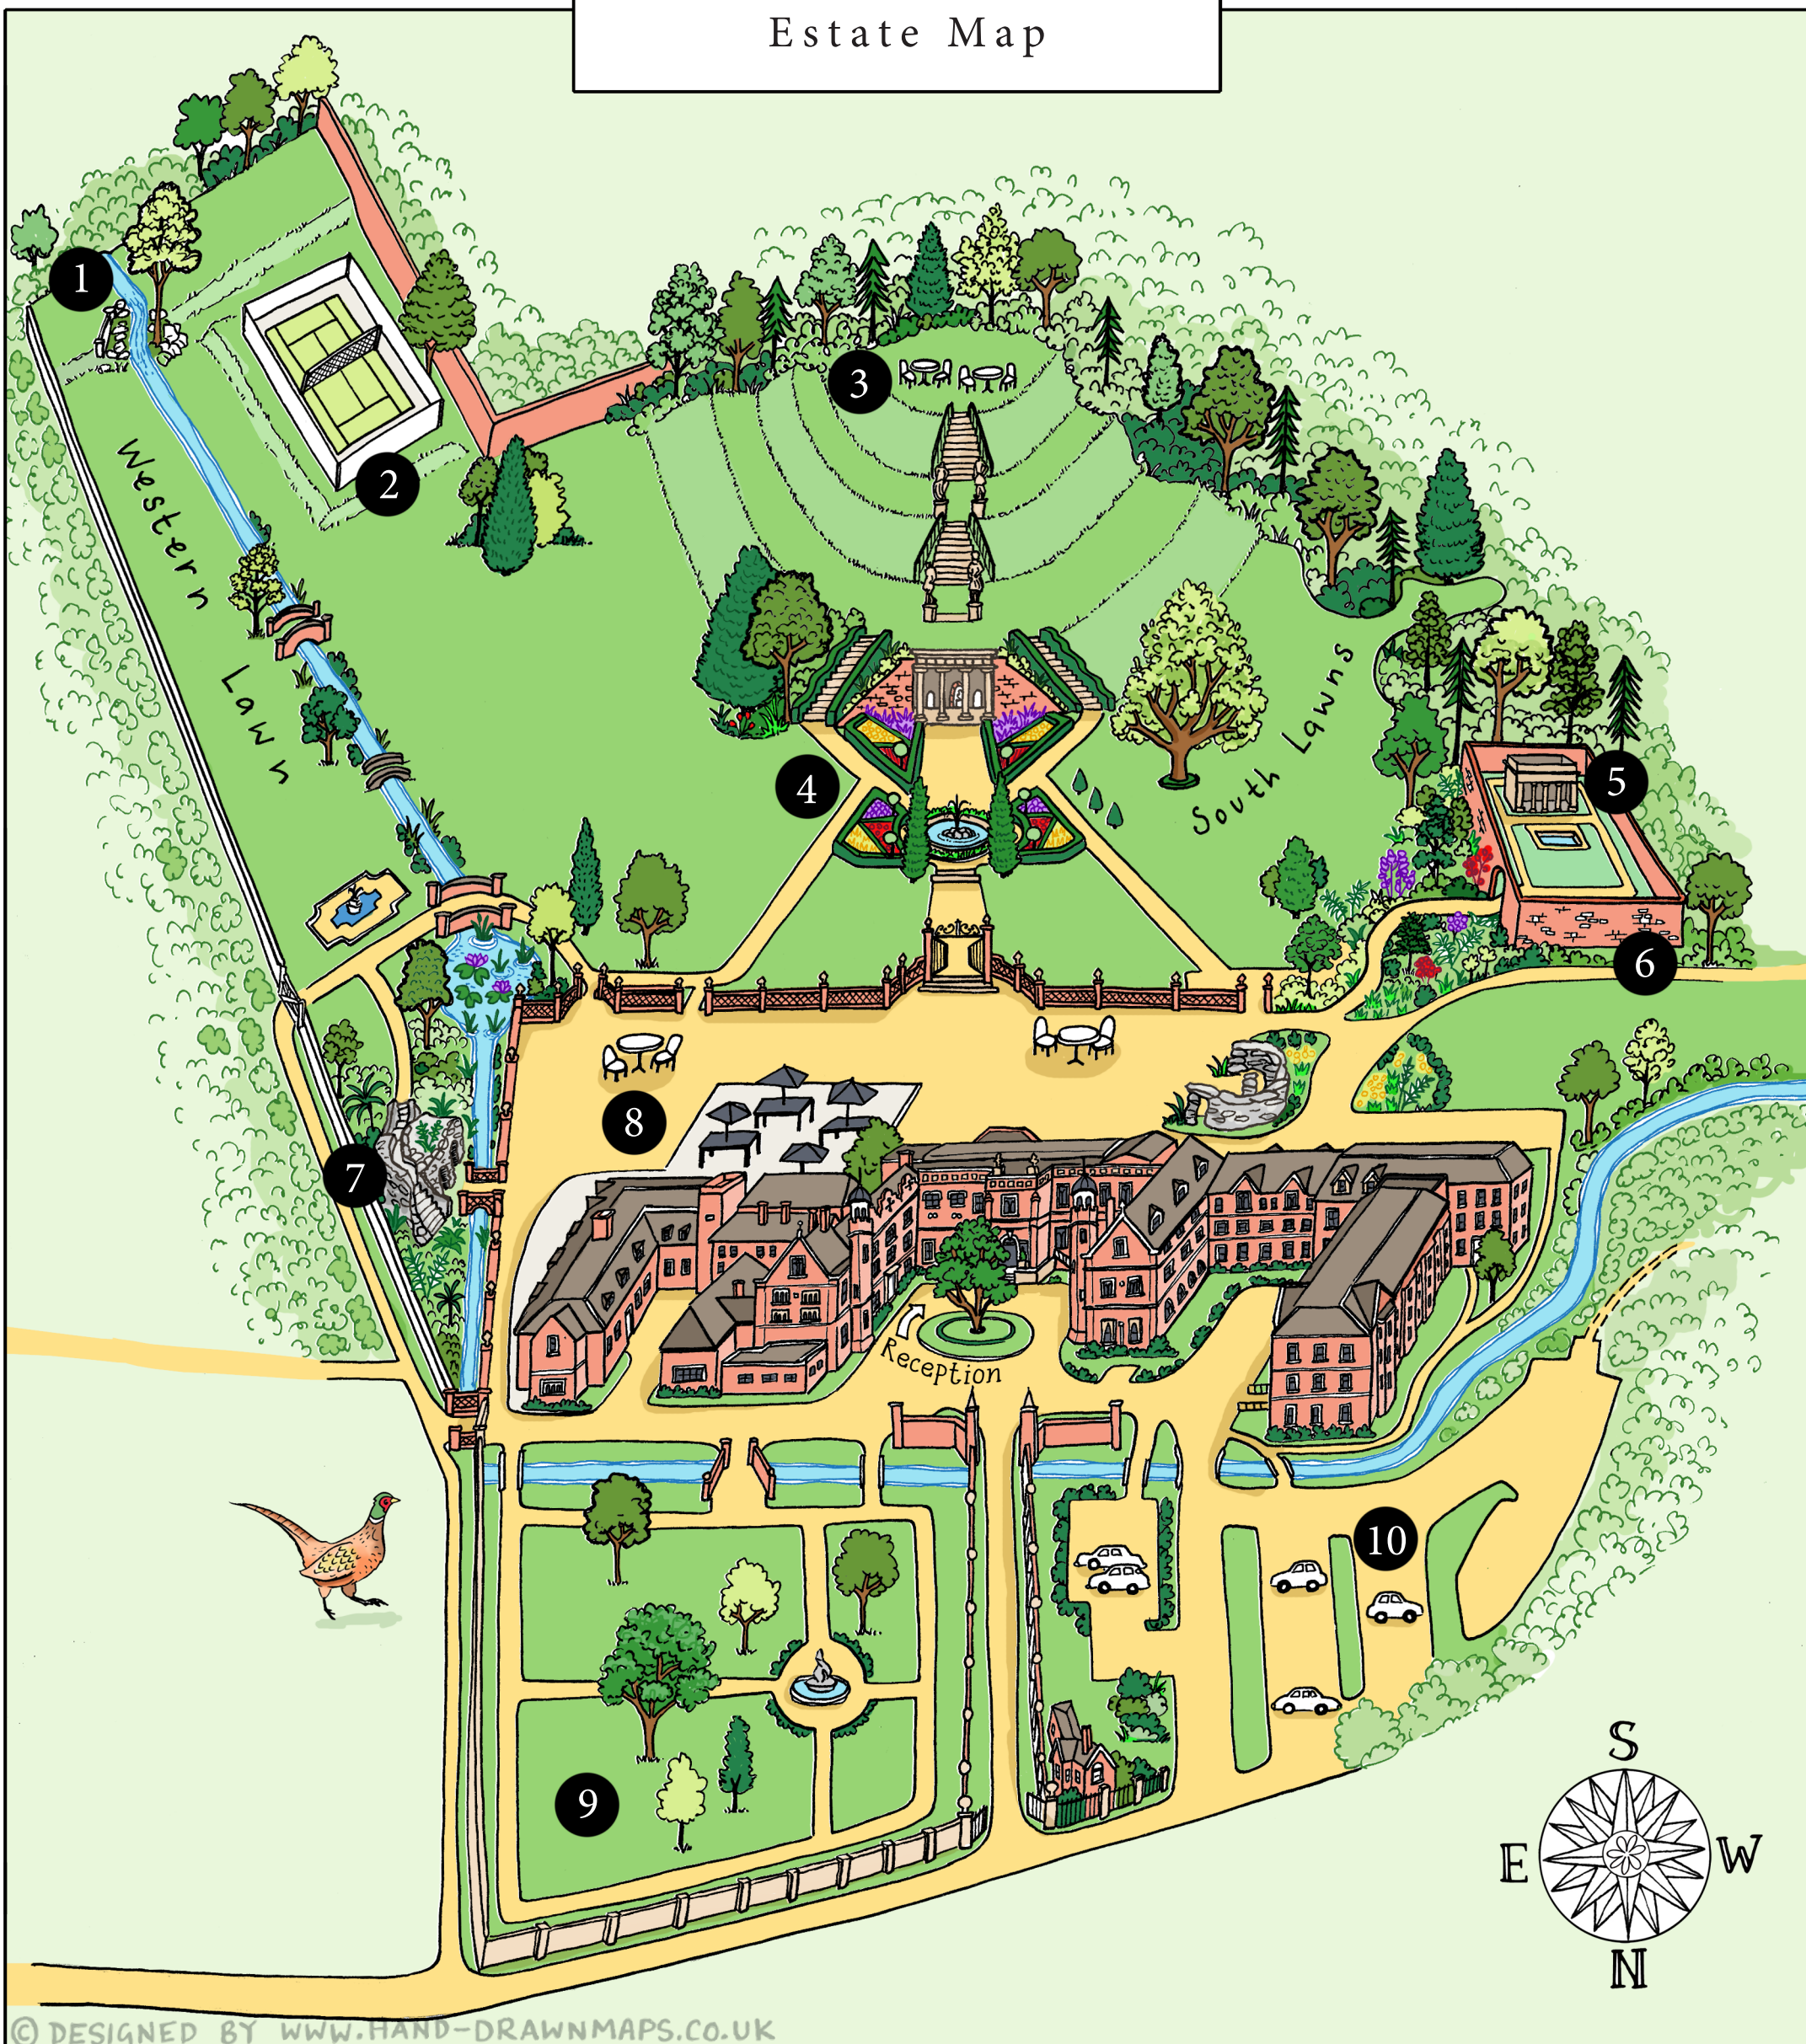 Estate Map
1
2
3
Western Lawn
South Lawns
4
5
6
7
8
Reception
9
10
S
E
W
N
© DESIGNED BY WWW.HAND-DRAWNMAPS.CO.UK